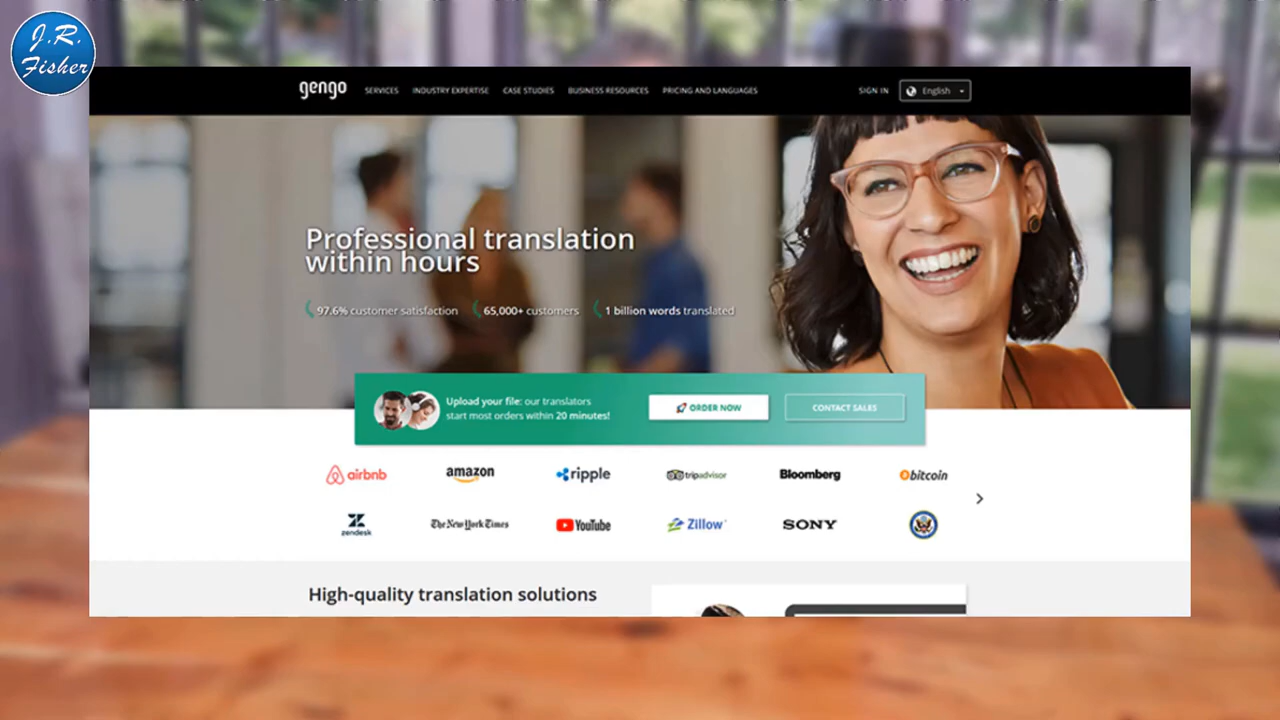 J.R.
Fisher
gengo SERVICES INDUSTRY EXPERTISE CASE STUDIES BUSINESS RESOURCES PRICING AND LANGUAGES SIGN IN English
Professional translation
within hours
97.6% customer satisfaction 65,000+ customers 1 billion words translated
Upload your file: our translators
start most orders within 20 minutes!
ORDER NOW CONTACT SALES
airbnb amazon ripple tripadvisor Bloomberg bitcoin
zendesk The New York Times YouTube Zillow SONY
High-quality translation solutions